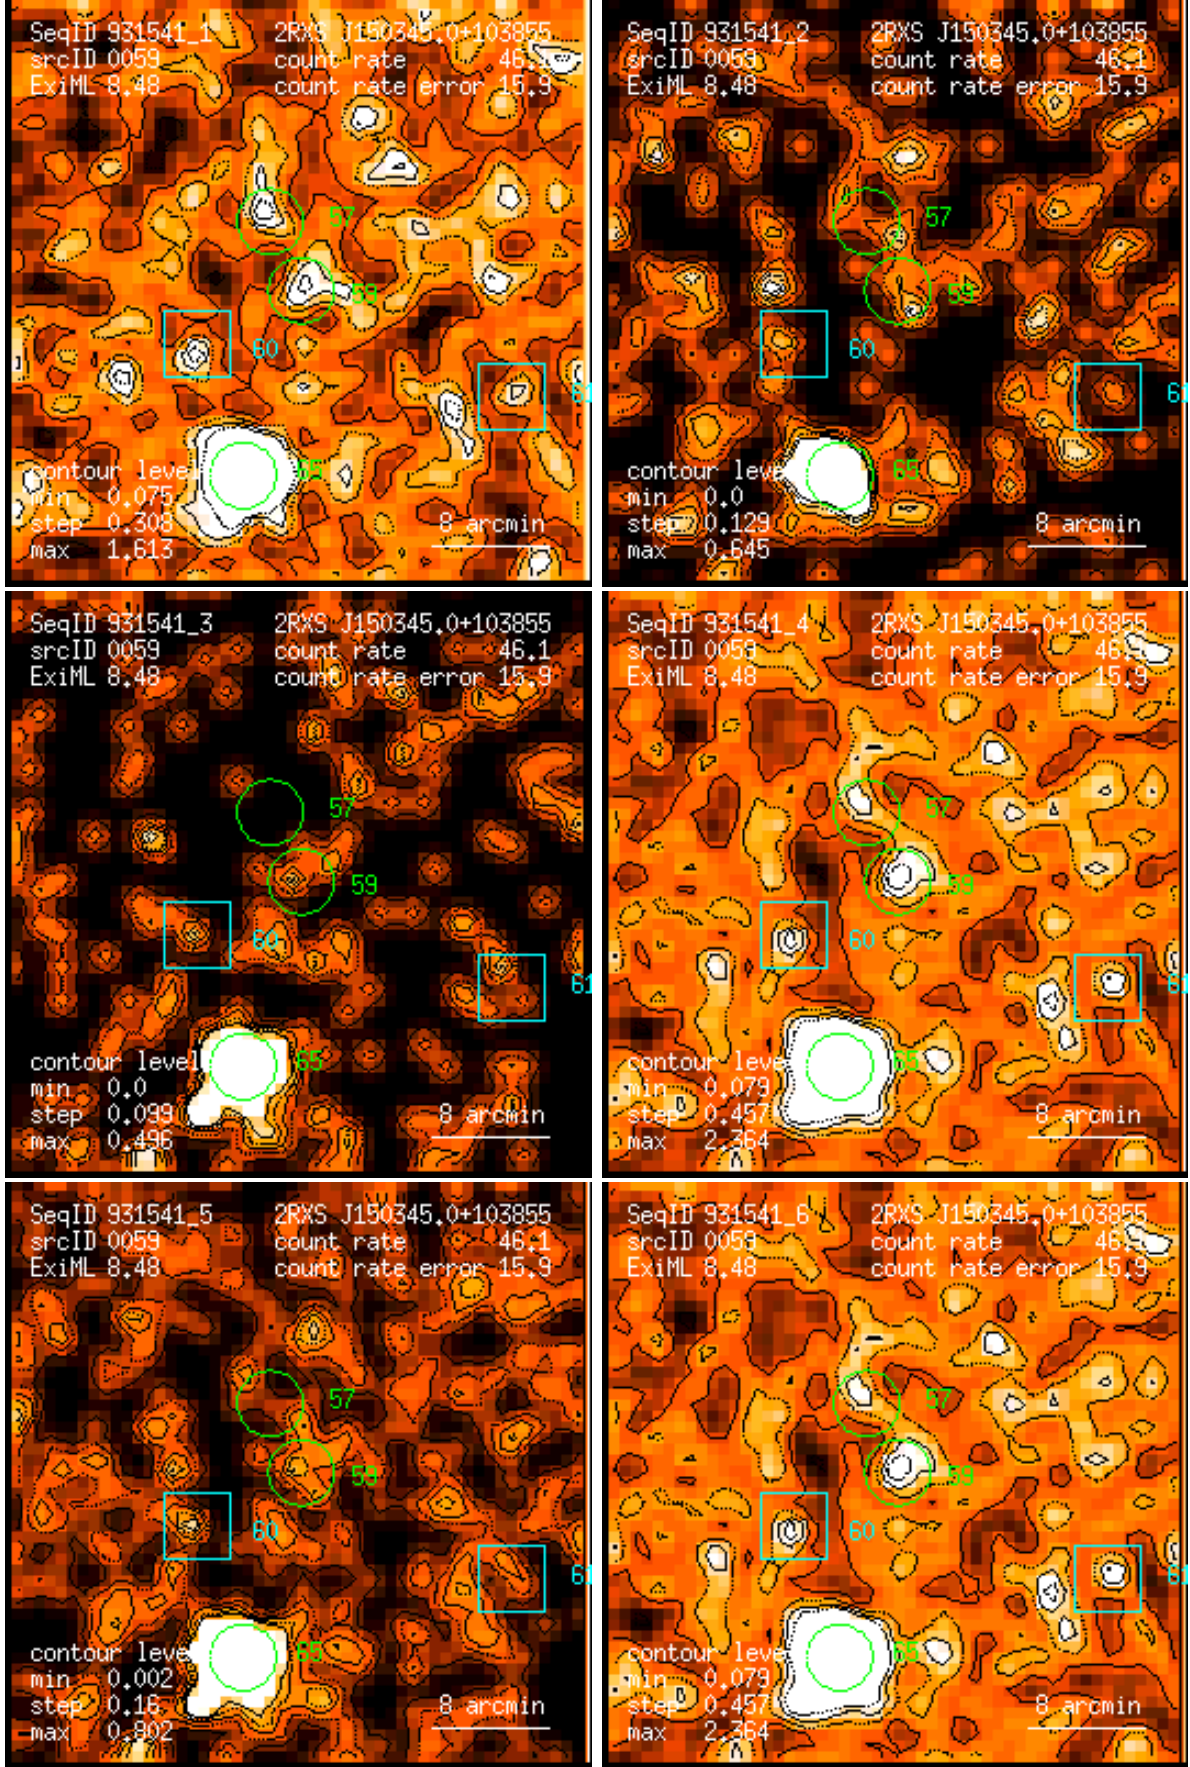 SeqID 931541_1 2RXS J150345.0+103855
srcID 0059 count rate 46.1
ExiML 8.48 count rate error 15.9
57
59
60
61
65
contour level
min 0.075
step 0.308
max 1.613
8 arcmin
SeqID 931541_2 2RXS J150345.0+103855
srcID 0059 count rate 46.1
ExiML 8.48 count rate error 15.9
57
59
60
61
65
contour level
min 0.0
step 0.129
max 0.645
8 arcmin
SeqID 931541_3 2RXS J150345.0+103855
srcID 0059 count rate 46.1
ExiML 8.48 count rate error 15.9
57
59
60
61
65
contour level
min 0.0
step 0.099
max 0.496
8 arcmin
SeqID 931541_4 2RXS J150345.0+103855
srcID 0059 count rate 46.1
ExiML 8.48 count rate error 15.9
57
59
60
61
65
contour level
min 0.079
step 0.457
max 2.364
8 arcmin
SeqID 931541_5 2RXS J150345.0+103855
srcID 0059 count rate 46.1
ExiML 8.48 count rate error 15.9
57
59
60
61
65
contour level
min 0.002
step 0.16
max 0.802
8 arcmin
SeqID 931541_6 2RXS J150345.0+103855
srcID 0059 count rate 46.1
ExiML 8.48 count rate error 15.9
57
59
60
61
65
contour level
min 0.079
step 0.457
max 2.364
8 arcmin